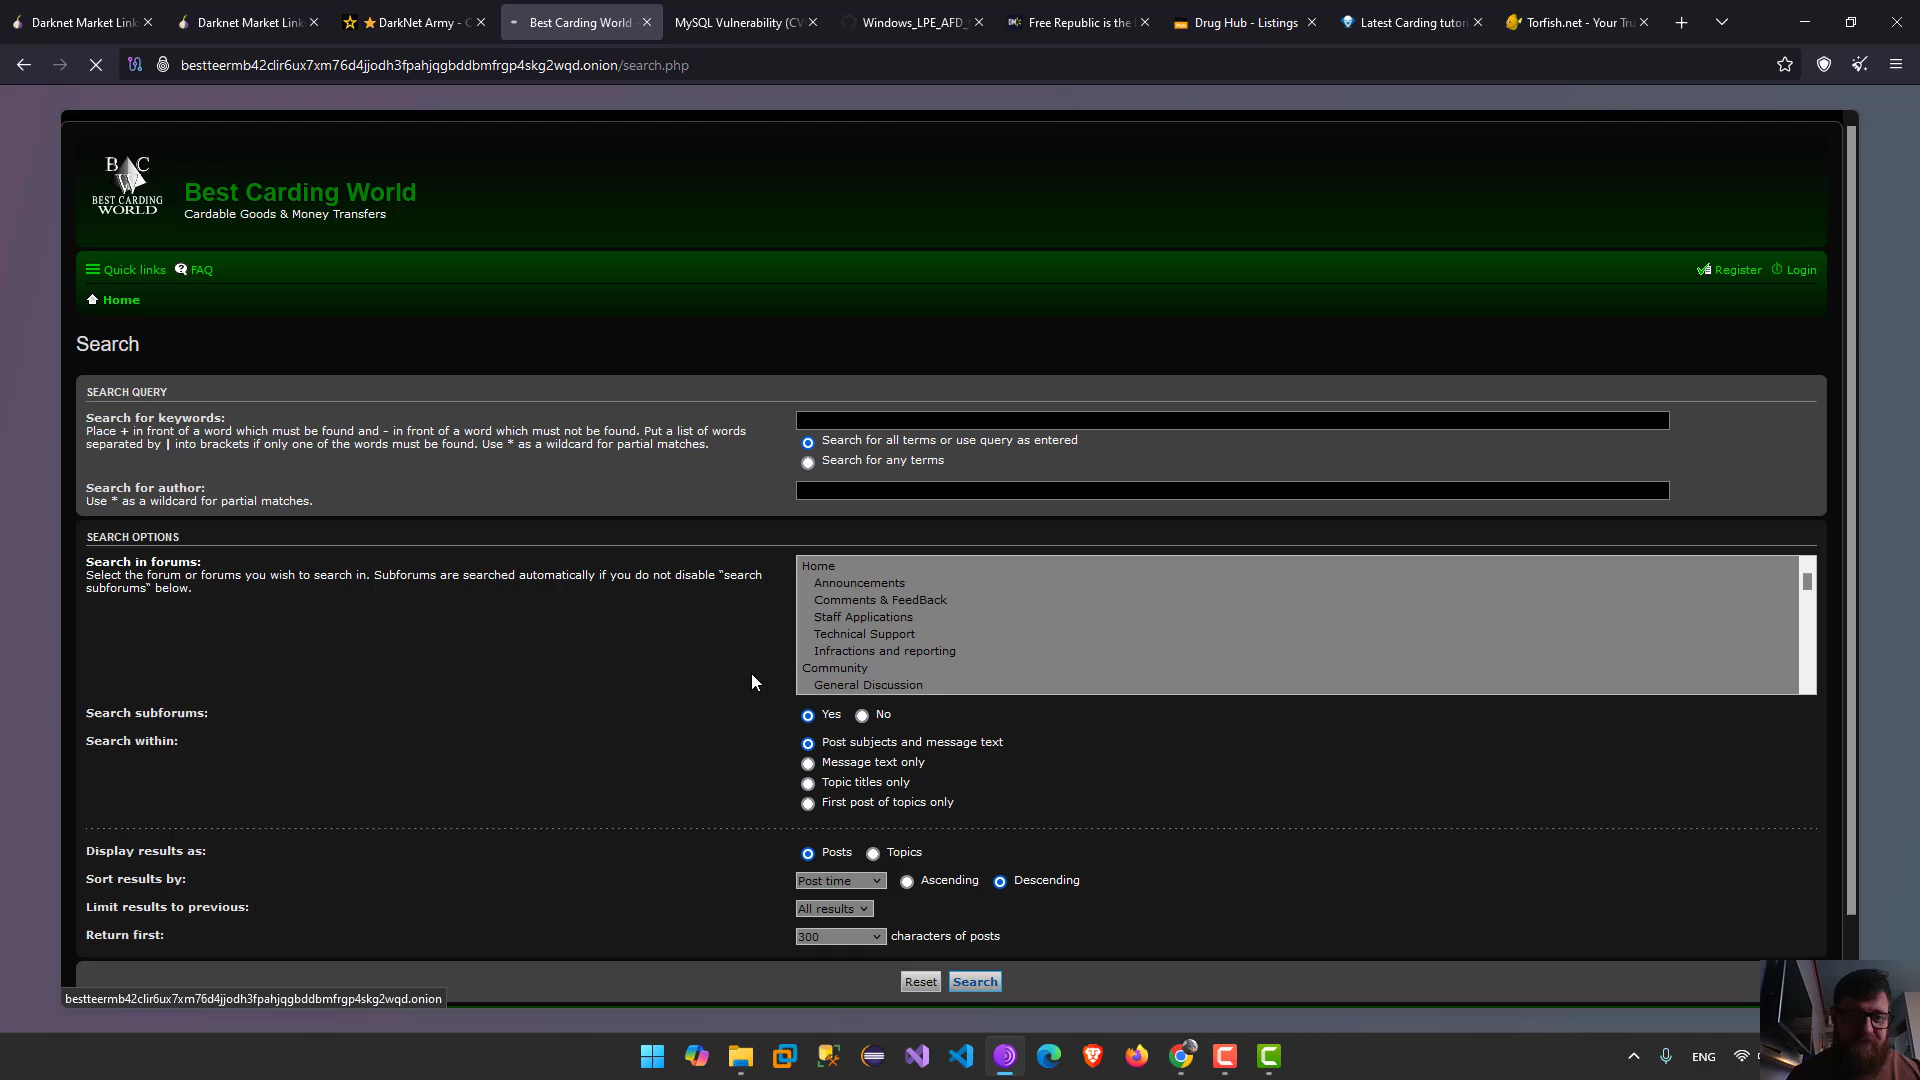 Darknet Market Link
Darknet Market Link
⭐ DarkNet Army - C
Best Carding World
MySQL Vulnerability (CV
Windows_LPE_AFD_
Free Republic is the
Drug Hub - Listings
Latest Carding tutori
Torfish.net - Your Tru
bestteermb42clir6ux7xm76d4jjodh3fpahjqgbddbmfrgp4skg2wqd.onion/search.php
B C
W
BEST CARDING
WORLD
Best Carding World
Cardable Goods & Money Transfers
Quick links FAQ
Register Login
Home
Search
SEARCH QUERY
Search for keywords:
Place + in front of a word which must be found and - in front of a word which must not be found. Put a list of words
separated by | into brackets if only one of the words must be found. Use * as a wildcard for partial matches.
Search for all terms or use query as entered
Search for any terms
Search for author:
Use * as a wildcard for partial matches.
SEARCH OPTIONS
Search in forums:
Select the forum or forums you wish to search in. Subforums are searched automatically if you do not disable “search
subforums“ below.
Home
Announcements
Comments & FeedBack
Staff Applications
Technical Support
Infractions and reporting
Community
General Discussion
Search subforums:
Yes No
Search within:
Post subjects and message text
Message text only
Topic titles only
First post of topics only
Display results as:
Posts Topics
Sort results by:
Post time Ascending Descending
Limit results to previous:
All results
Return first:
300 characters of posts
Reset Search
bestteermb42clir6ux7xm76d4jjodh3fpahjqgbddbmfrgp4skg2wqd.onion
ENG